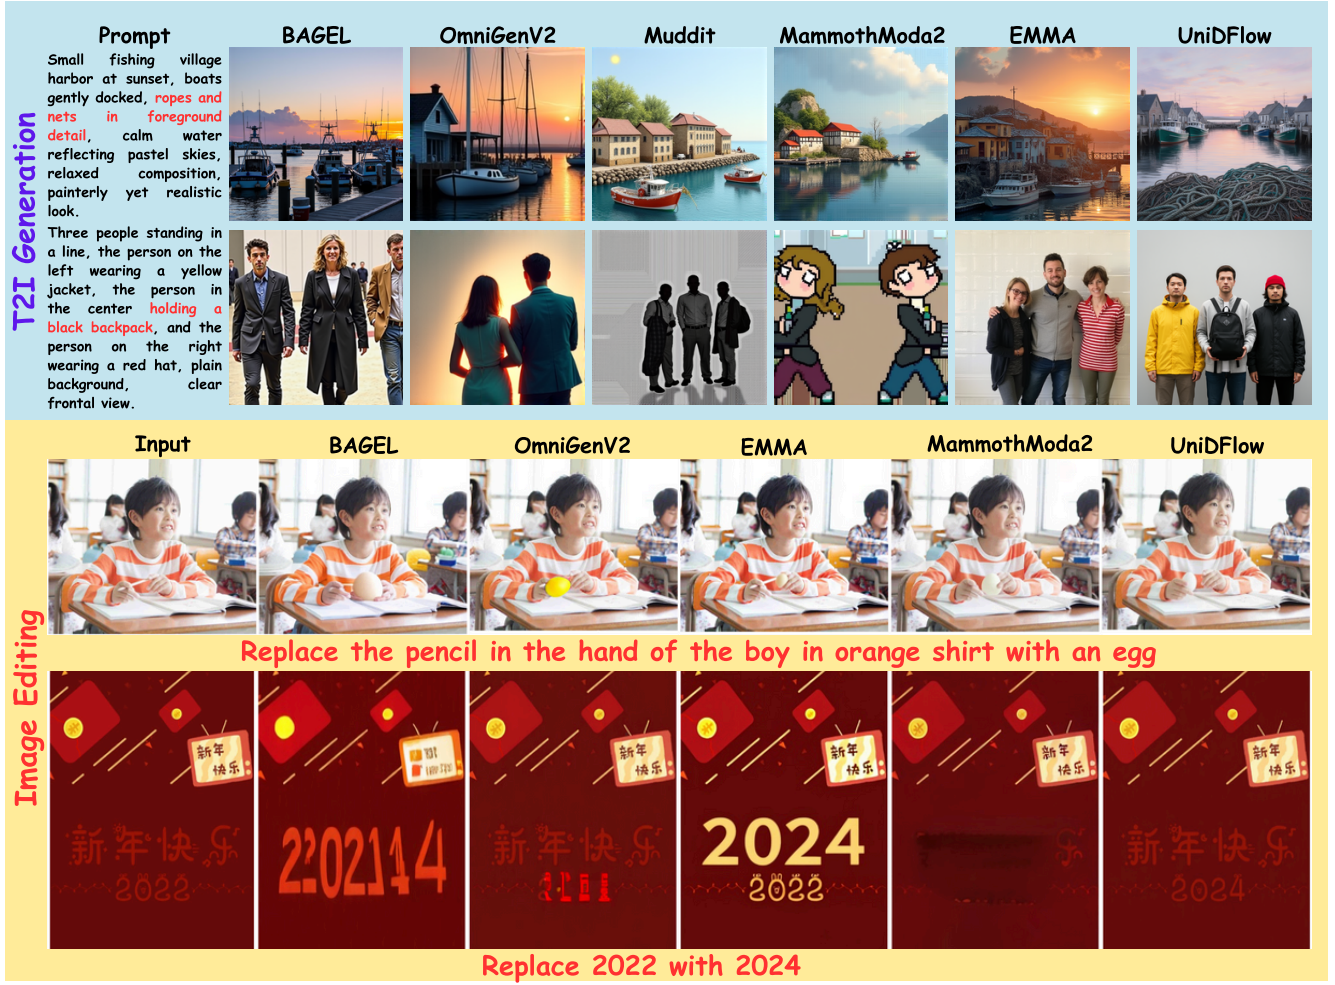 Prompt BAGEL OmniGenV2 Muddit MammothModa2 EMMA UniDFlow
T2I Generation
Small fishing village
harbor at sunset, boats
gently docked, ropes and
nets in foreground
detail, calm water
reflecting pastel skies,
relaxed composition,
painterly yet realistic
look.
Three people standing in
a line, the person on the
left wearing a yellow
jacket, the person in
the center holding a
black backpack, and the
person on the right
wearing a red hat, plain
background, clear
frontal view.
Image Editing
Input BAGEL OmniGenV2 EMMA MammothModa2 UniDFlow
Replace the pencil in the hand of the boy in orange shirt with an egg
新年
快乐
新年快乐
2022
2202114
新年
快乐
新年快乐
新年
快乐
2024
2022
新年
快乐
乐
新年
快乐
新年快乐
2024
Replace 2022 with 2024